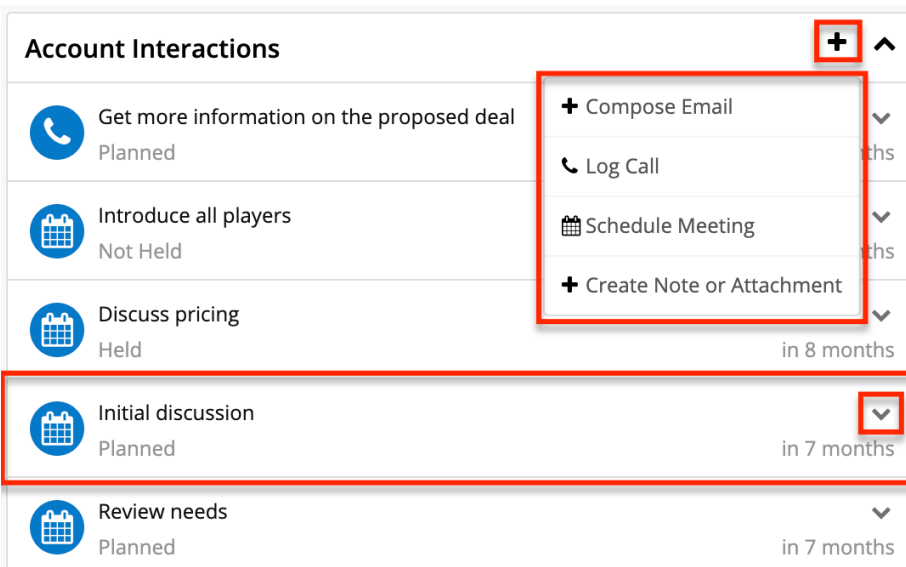 Account Interactions
Get more information on the proposed deal
Planned
Compose Email
Log Call
Schedule Meeting
Create Note or Attachment
Introduce all players
Not Held
Discuss pricing
Held
in 8 months
Initial discussion
Planned
in 7 months
Review needs
Planned
in 7 months